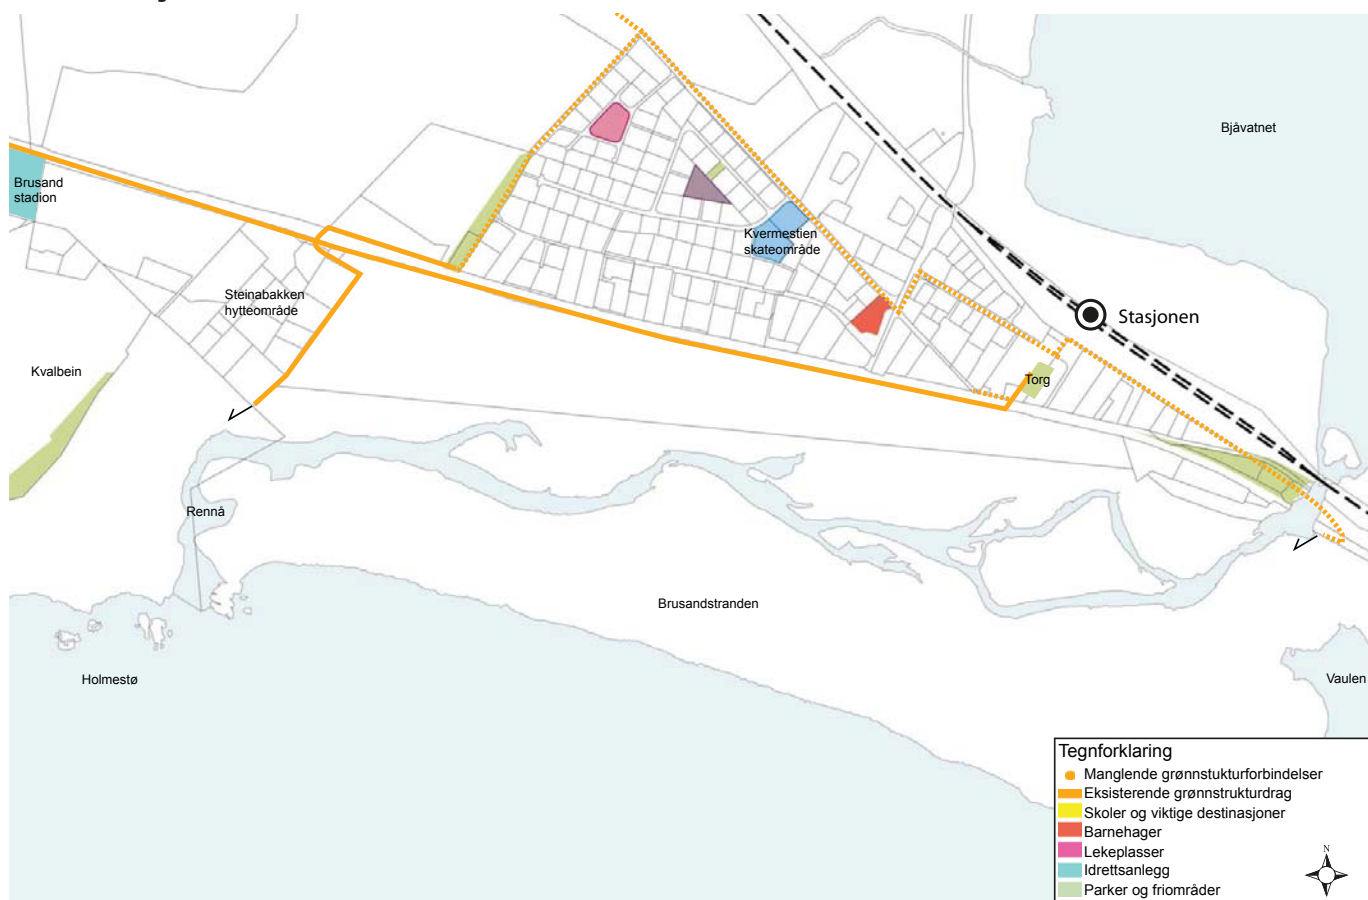 Bjåvatnet
Brusand
stadion
Kvermestien
skateområde
Steinabakken
hytteområde
Stasjonen
Kvalbein
Torg
Rennå
Brusandstranden
Holmestø
Vaulen
Tegnforklaring
Manglende grønnstukturforbindelser
Eksisterende grønnstrukturdrag
Skoler og viktige destinasjoner
Barnehager
Lekeplasser
Idrettsanlegg
Parker og friområder
N